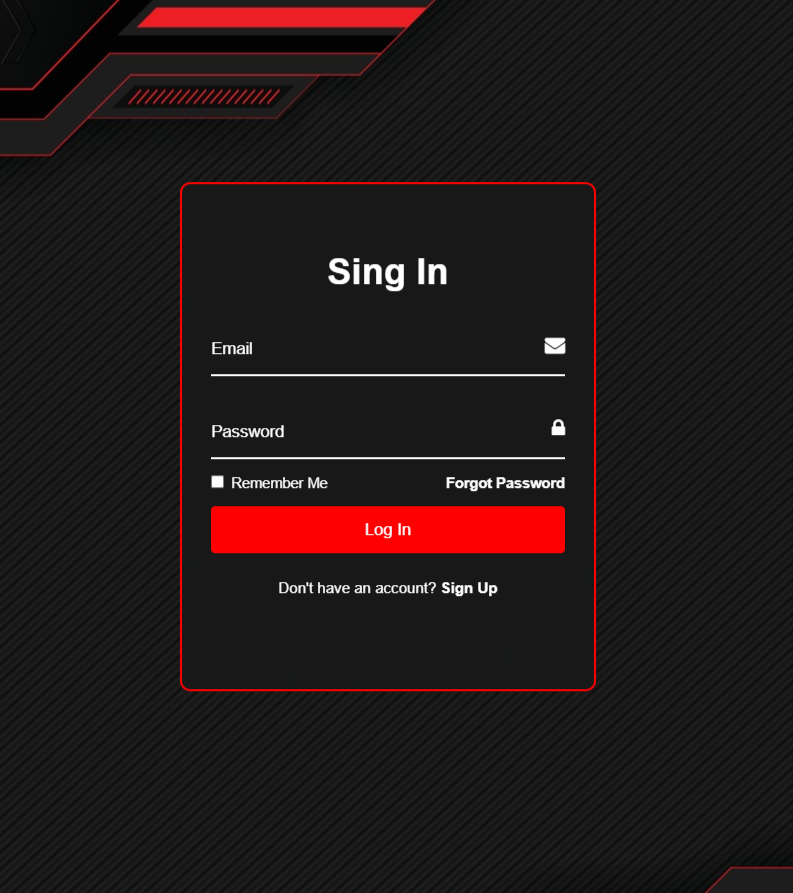 Sing In
Email
Password
Remember Me Forgot Password
Log In
Don't have an account? Sign Up